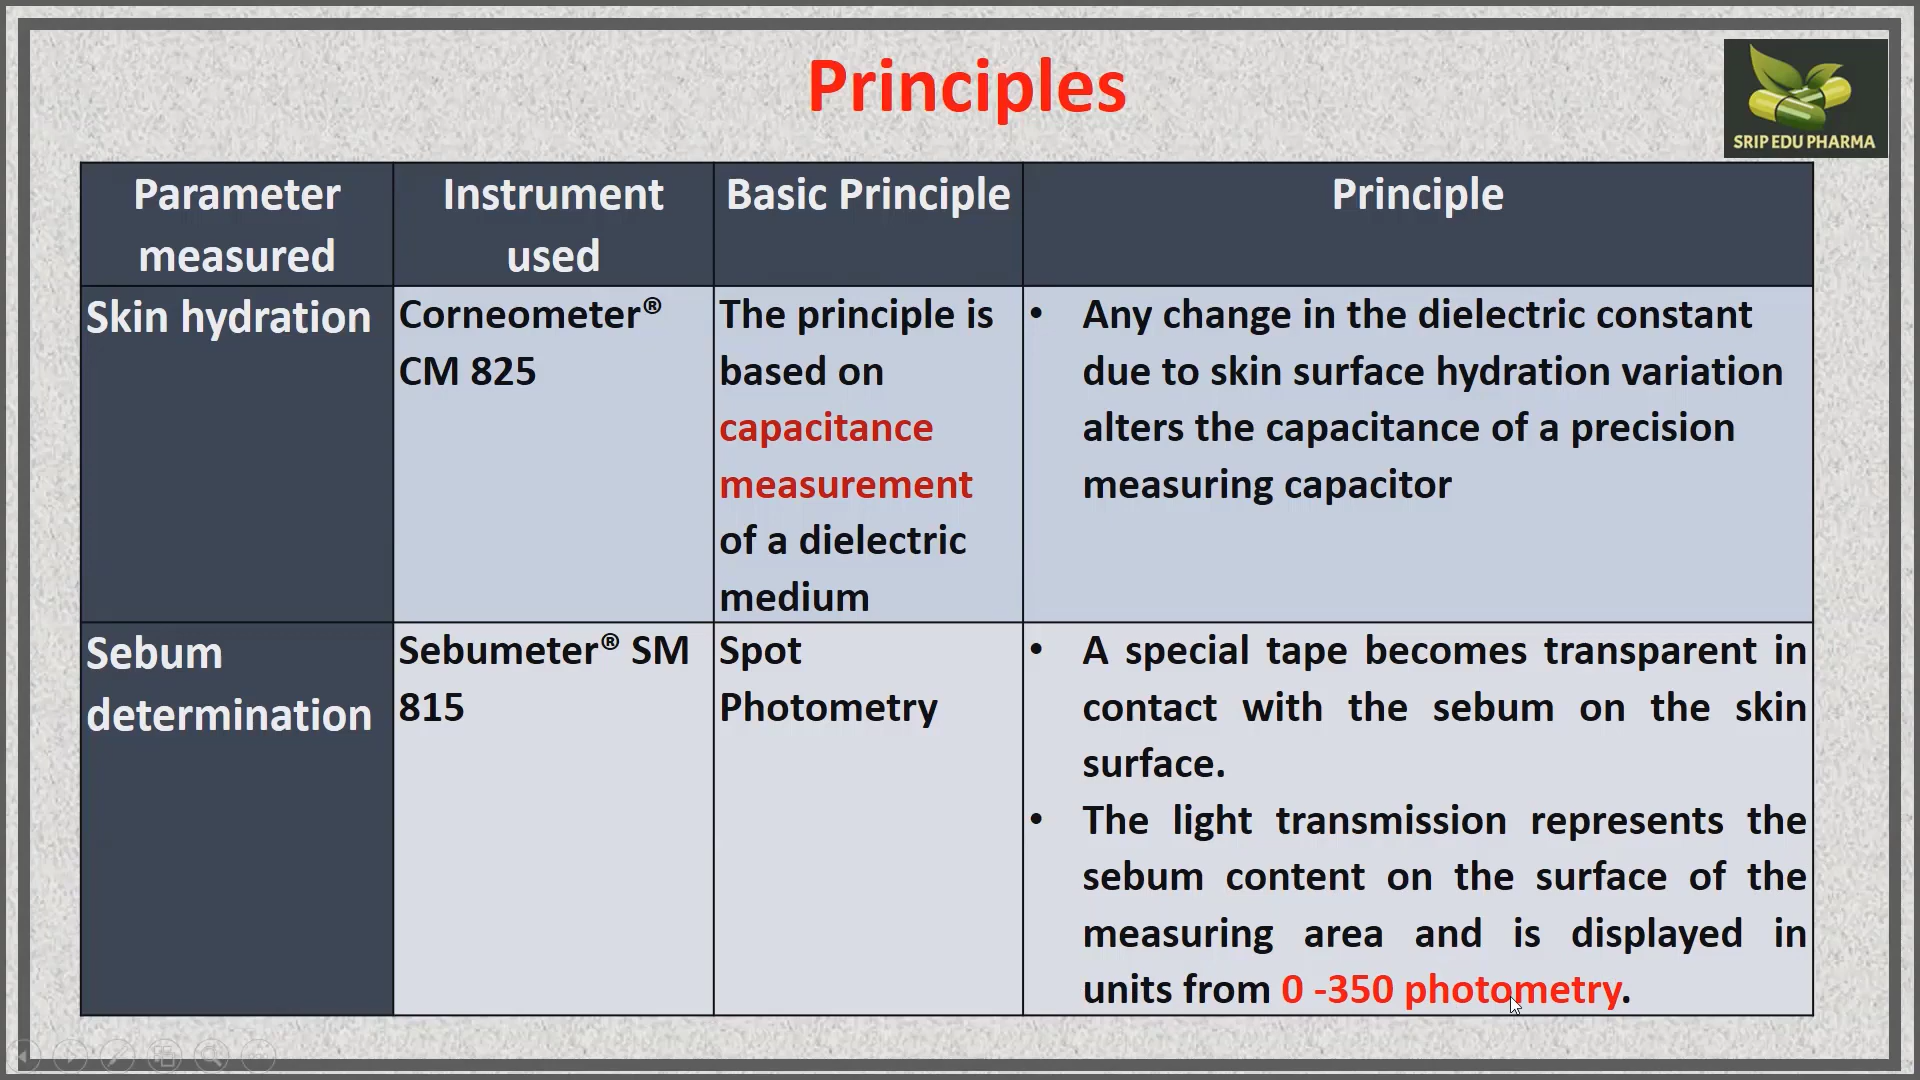 Principles
SRIP EDU PHARMA
Parameter
measured
Instrument
used
Basic Principle
Principle
Skin hydration
Corneometer®
CM 825
The principle is
based on
capacitance
measurement
of a dielectric
medium
• Any change in the dielectric constant
due to skin surface hydration variation
alters the capacitance of a precision
measuring capacitor
Sebum
determination
Sebumeter® SM
815
Spot
Photometry
• A special tape becomes transparent in
contact with the sebum on the skin
surface.
• The light transmission represents the
sebum content on the surface of the
measuring area and is displayed in
units from 0 -350 photometry.